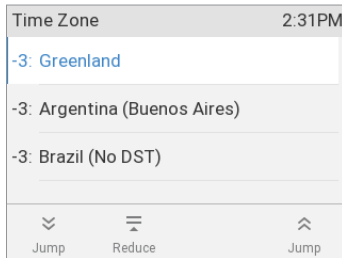 Time Zone 2:31PM
-3: Greenland
-3: Argentina (Buenos Aires)
-3: Brazil (No DST)
Jump Reduce Jump